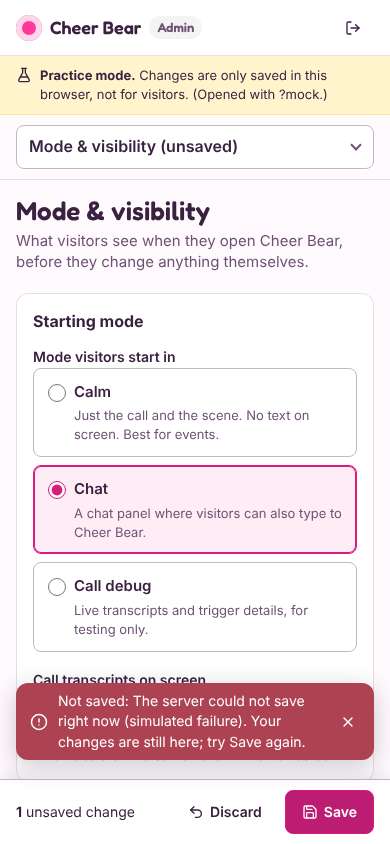 Cheer Bear Admin
Practice mode. Changes are only saved in this
browser, not for visitors. (Opened with ?mock.)
Mode & visibility (unsaved)
Mode & visibility
What visitors see when they open Cheer Bear,
before they change anything themselves.
Starting mode
Mode visitors start in
Calm
Just the call and the scene. No text on
screen. Best for events.
Chat
A chat panel where visitors can also type to
Cheer Bear.
Call debug
Live transcripts and trigger details, for
testing only.
Call transcripts on screen
Not saved: The server could not save
right now (simulated failure). Your
changes are still here; try Save again.
1 unsaved change
Discard
Save